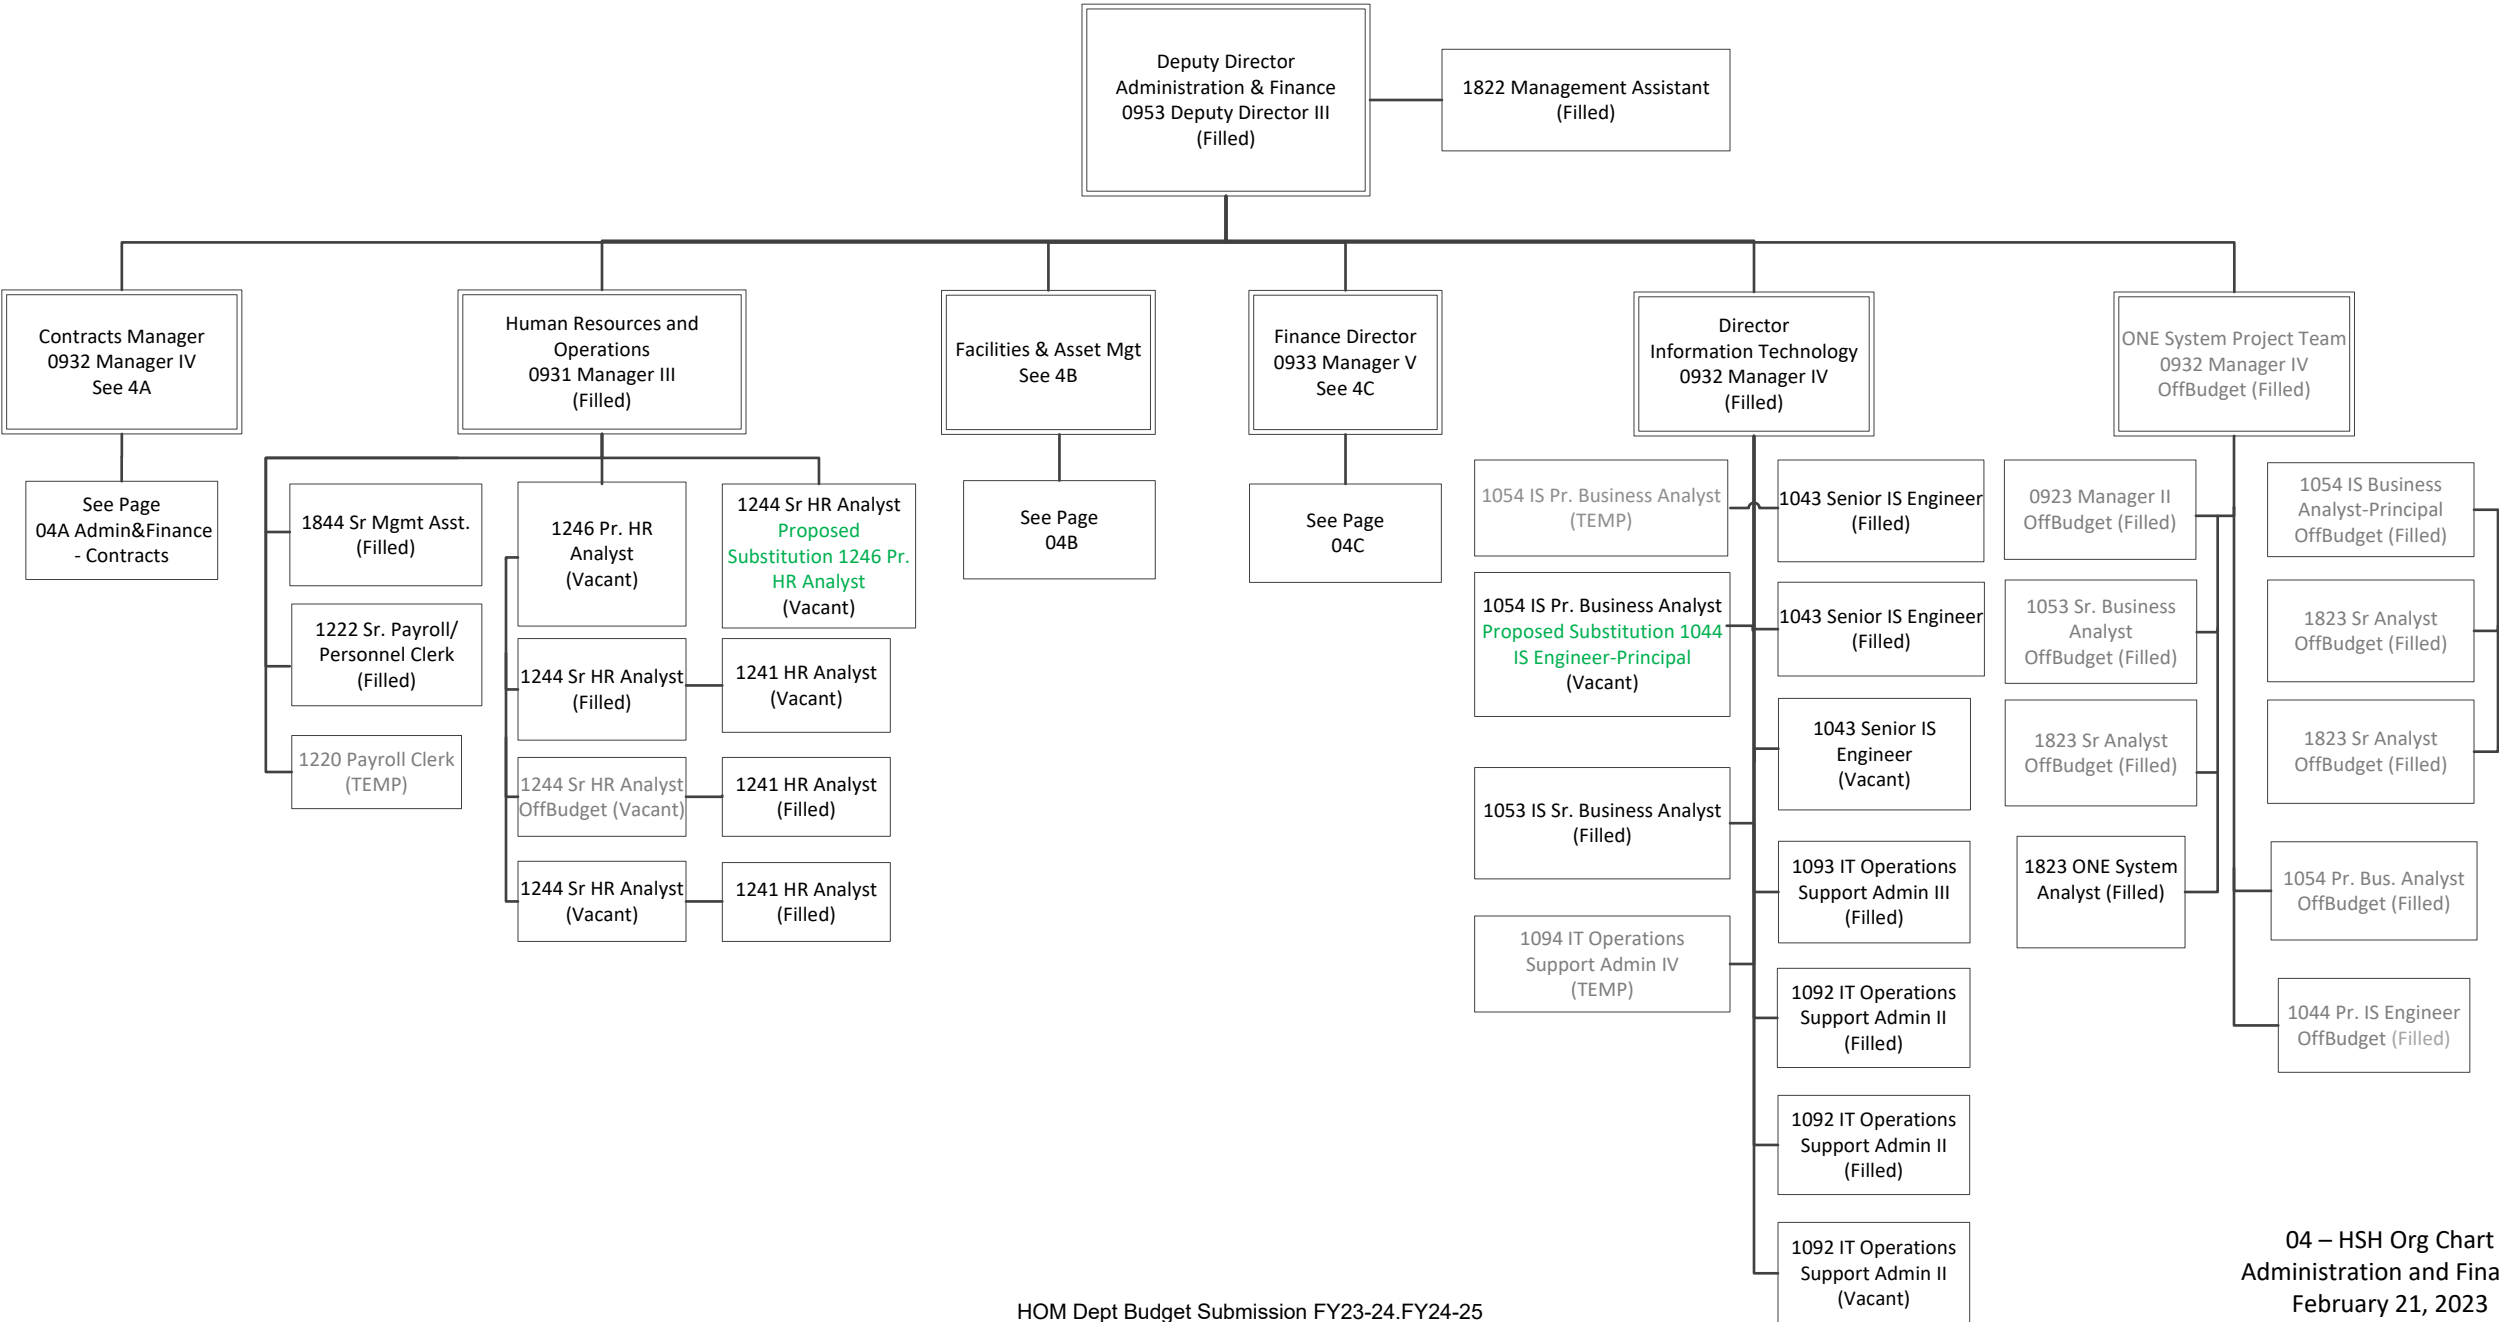 Deputy Director
Administration & Finance
0953 Deputy Director III
(Filled)
1822 Management Assistant
(Filled)
Contracts Manager
0932 Manager IV
See 4A
Human Resources and
Operations
0931 Manager III
(Filled)
Facilities & Asset Mgt
See 4B
Finance Director
0933 Manager V
See 4C
Director
Information Technology
0932 Manager IV
(Filled)
ONE System Project Team
0932 Manager IV
OffBudget (Filled)
See Page
04A Admin&Finance
- Contracts
1844 Sr Mgmt Asst.
(Filled)
1222 Sr. Payroll/
Personnel Clerk
(Filled)
1220 Payroll Clerk
(TEMP)
1246 Pr. HR
Analyst
(Vacant)
1244 Sr HR Analyst
(Filled)
1244 Sr HR Analyst
OffBudget (Vacant)
1244 Sr HR Analyst
(Vacant)
1244 Sr HR Analyst
Proposed
Substitution 1246 Pr.
HR Analyst
(Vacant)
1241 HR Analyst
(Vacant)
1241 HR Analyst
(Filled)
1241 HR Analyst
(Filled)
See Page
04B
See Page
04C
1054 IS Pr. Business Analyst
(TEMP)
1054 IS Pr. Business Analyst
Proposed Substitution 1044
IS Engineer-Principal
(Vacant)
1053 IS Sr. Business Analyst
(Filled)
1094 IT Operations
Support Admin IV
(TEMP)
1043 Senior IS Engineer
(Filled)
1043 Senior IS Engineer
(Filled)
1043 Senior IS
Engineer
(Vacant)
1093 IT Operations
Support Admin III
(Filled)
1092 IT Operations
Support Admin II
(Filled)
1092 IT Operations
Support Admin II
(Filled)
1092 IT Operations
Support Admin II
(Vacant)
0923 Manager II
OffBudget (Filled)
1053 Sr. Business
Analyst
OffBudget (Filled)
1823 Sr Analyst
OffBudget (Filled)
1823 ONE System
Analyst (Filled)
1054 IS Business
Analyst-Principal
OffBudget (Filled)
1823 Sr Analyst
OffBudget (Filled)
1823 Sr Analyst
OffBudget (Filled)
1054 Pr. Bus. Analyst
OffBudget (Filled)
1044 Pr. IS Engineer
OffBudget (Filled)
04 – HSH Org Chart
Administration and Fina
February 21, 2023
HOM Dept Budget Submission FY23-24.FY24-25